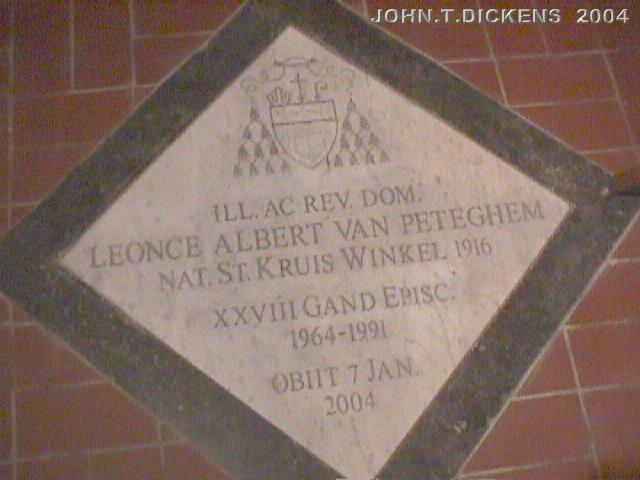 JOHN.T.DICKENS 2004
ILL. AC REV. DOM.
LEONCE ALBERT VAN PETEGHEM
NAT. ST. KRUIS WINKEL 1916
XXVIII GAND EPISC.
1964-1991
OBIIT 7 JAN.
2004